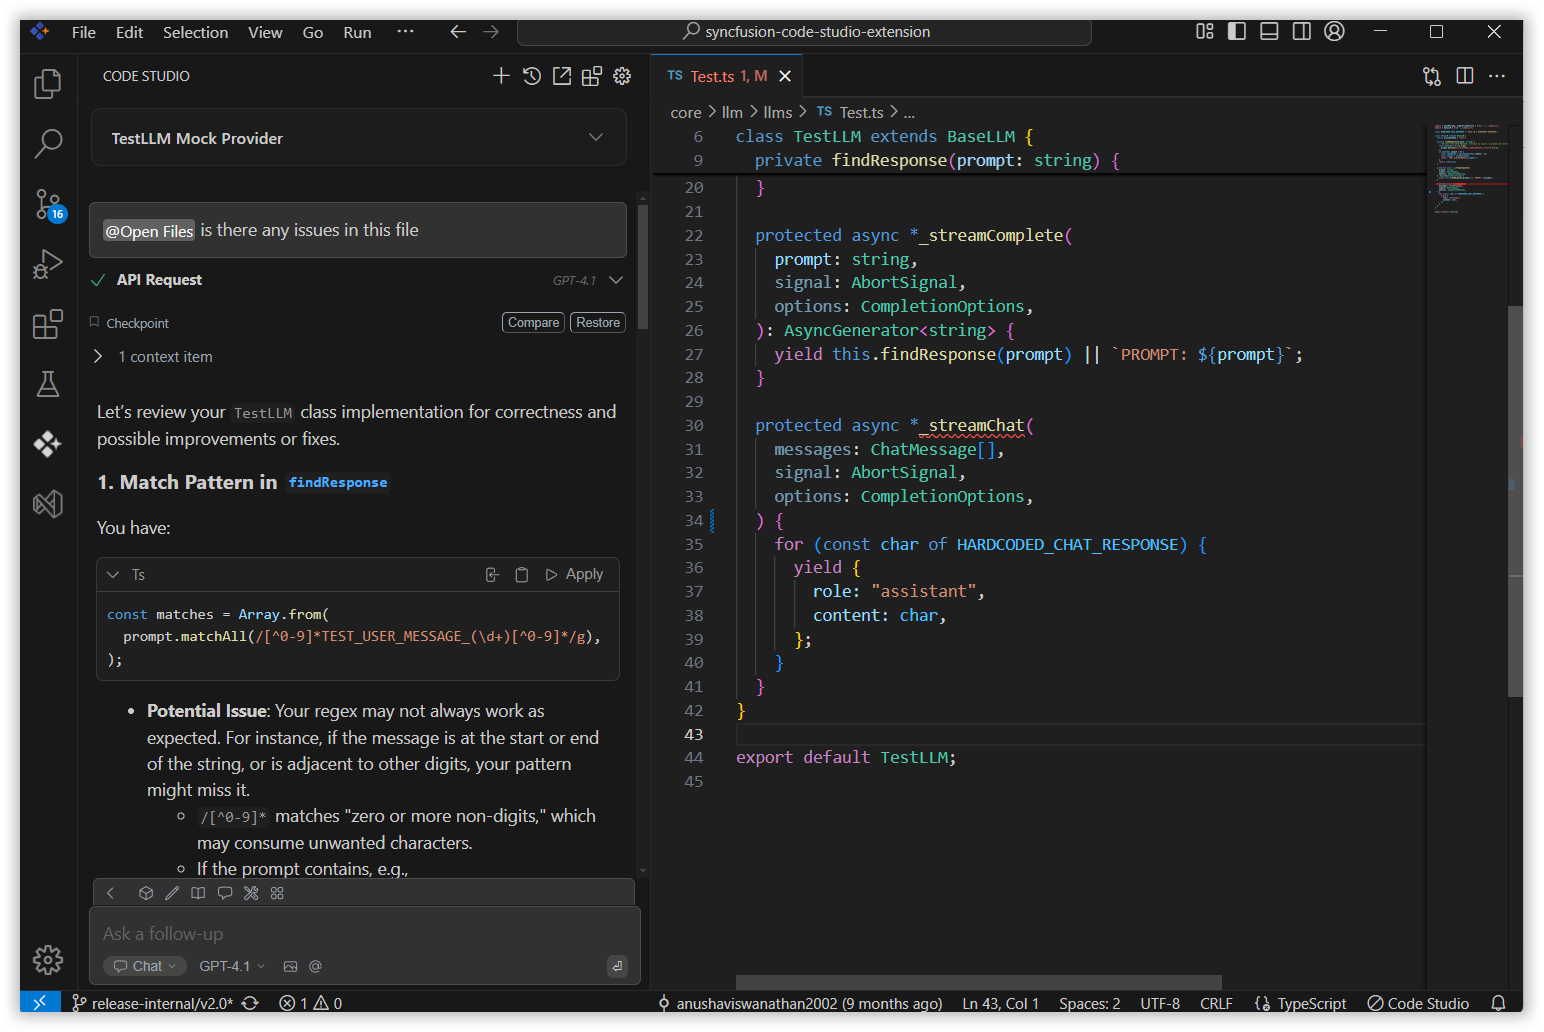 File Edit Selection View Go Run ···
syncfusion-code-studio-extension
CODE STUDIO
TestLLM Mock Provider
16
@Open Files is there any issues in this file
API Request GPT-4.1
Checkpoint Compare Restore
1 context item
Let's review your TestLLM class implementation for correctness and
possible improvements or fixes.
1. Match Pattern in findResponse
You have:
Ts Apply
const matches = Array.from(
prompt.matchAll(/[^0-9]*TEST_USER_MESSAGE_(\d+)[^0-9]*/g),
);
• Potential Issue: Your regex may not always work as
expected. For instance, if the message is at the start or end
of the string, or is adjacent to other digits, your pattern
might miss it.
/[^0-9]* matches "zero or more non-digits," which
may consume unwanted characters.
If the prompt contains, e.g.,
Ask a follow-up
Chat GPT-4.1 @
TS Test.ts 1, M
core > llm > llms > TS Test.ts > ...
6 class TestLLM extends BaseLLM {
9 private findResponse(prompt: string) {
20 }
21
22 protected async *_streamComplete(
23 prompt: string,
24 signal: AbortSignal,
25 options: CompletionOptions,
26 ): AsyncGenerator<string> {
27 yield this.findResponse(prompt) || `PROMPT: ${prompt}`;
28 }
29
30 protected async *_streamChat(
31 messages: ChatMessage[],
32 signal: AbortSignal,
33 options: CompletionOptions,
34 ) {
35 for (const char of HARDCODED_CHAT_RESPONSE) {
36 yield {
37 role: "assistant",
38 content: char,
39 };
40 }
41 }
42 }
43
44 export default TestLLM;
45
release-internal/v2.0* 1 0 anushaviswanathan2002 (9 months ago) Ln 43, Col 1 Spaces: 2 UTF-8 CRLF TypeScript Code Studio